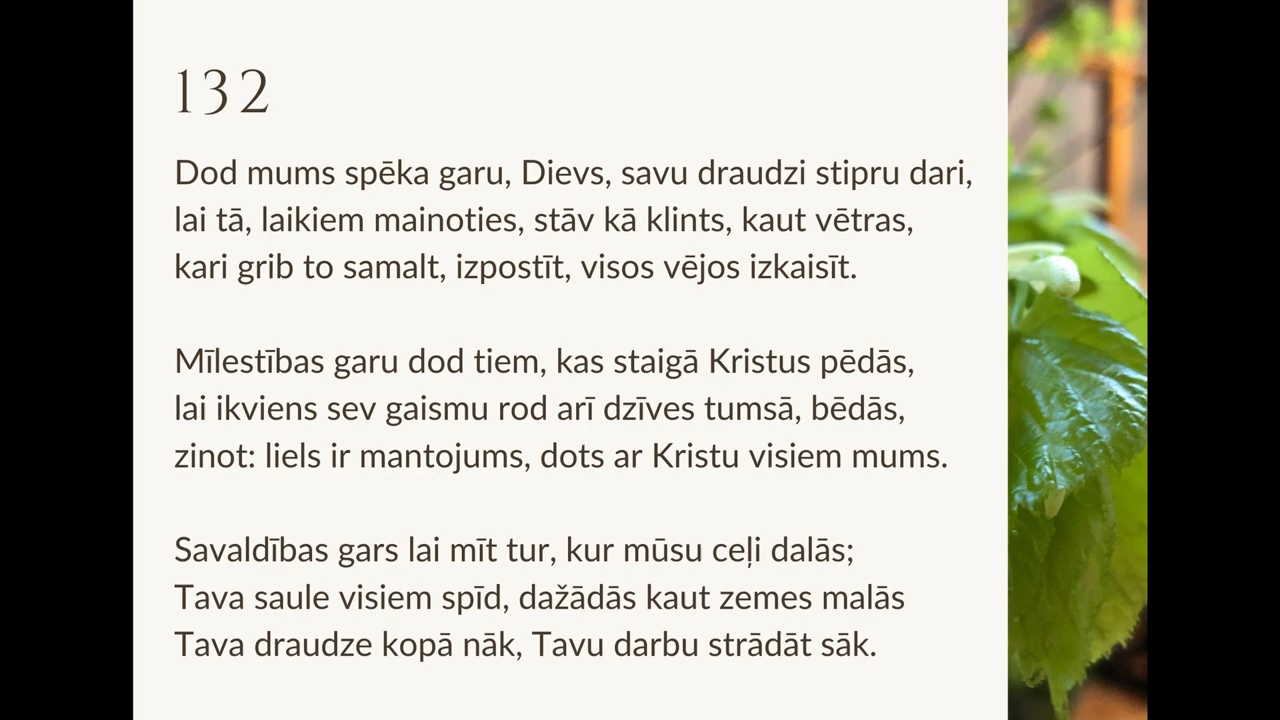 132
Dod mums spēka garu, Dievs, savu draudzi stipru dari,
lai tā, laikiem mainoties, stāv kā klints, kaut vētras,
kari grib to samalt, izpostīt, visos vējos izkaisīt.
Mīlestības garu dod tiem, kas staigā Kristus pēdās,
lai ikviens sev gaismu rod arī dzīves tumsā, bēdās,
zinot: liels ir mantojums, dots ar Kristu visiem mums.
Savaldības gars lai mīt tur, kur mūsu ceļi dalās;
Tava saule visiem spīd, dažādās kaut zemes malās
Tava draudze kopā nāk, Tavu darbu strādāt sāk.